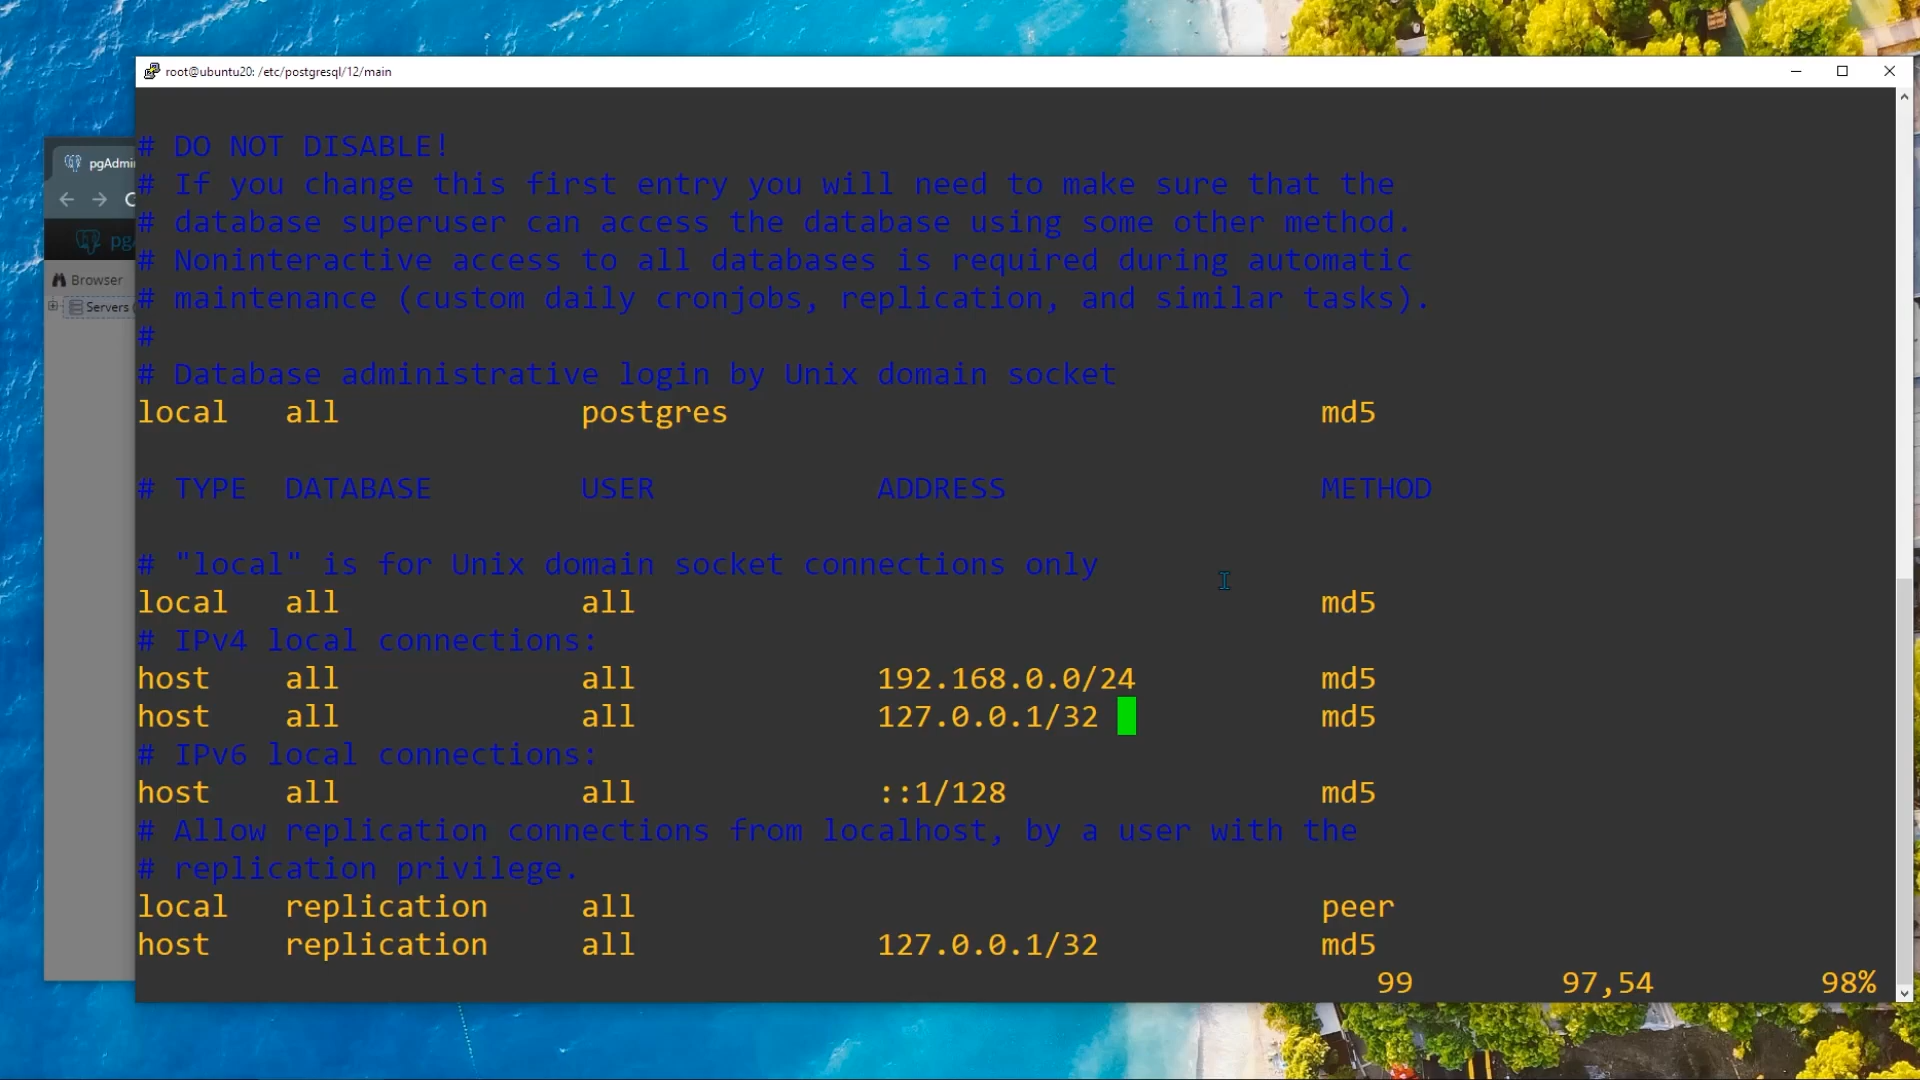 root@ubuntu20: /etc/postgresql/12/main
# DO NOT DISABLE!
# If you change this first entry you will need to make sure that the
# database superuser can access the database using some other method.
# Noninteractive access to all databases is required during automatic
# maintenance (custom daily cronjobs, replication, and similar tasks).
#
# Database administrative login by Unix domain socket
local all postgres md5
# TYPE DATABASE USER ADDRESS METHOD
# "local" is for Unix domain socket connections only
local all all md5
# IPv4 local connections:
host all all 192.168.0.0/24 md5
host all all 127.0.0.1/32 md5
# IPv6 local connections:
host all all ::1/128 md5
# Allow replication connections from localhost, by a user with the
# replication privilege.
local replication all peer
host replication all 127.0.0.1/32 md5
99 97,54 98%
pgAdmi
Browser
Servers